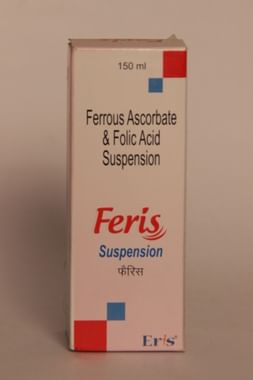 150 ml
Ferrous Ascorbate
& Folic Acid
Suspension
Feris
Suspension
फैरिस
Eris